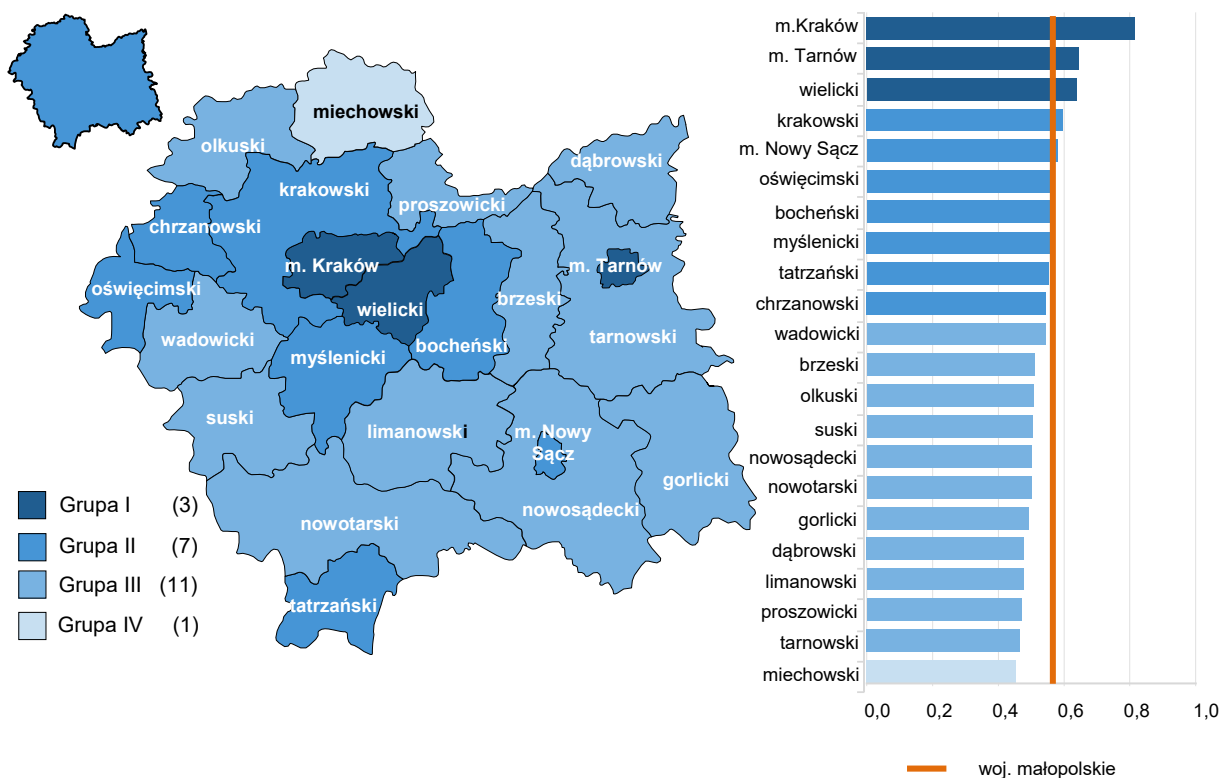 miechowski
olkuski
dąbrowski
krakowski
proszowicki
chrzanowski
m. Kraków
m. Tarnów
oświęcimski
brzeski
wielicki
wadowicki
myślenicki
bocheński
tarnowski
suski
limanowski
m. Nowy
Sącz
gorlicki
nowosądecki
nowotarski
tatrzański
Grupa I (3)
Grupa II (7)
Grupa III (11)
Grupa IV (1)
m.Kraków
m. Tarnów
wielicki
krakowski
m. Nowy Sącz
oświęcimski
bocheński
myślenicki
tatrzański
chrzanowski
wadowicki
brzeski
olkuski
suski
nowosądecki
nowotarski
gorlicki
dąbrowski
limanowski
proszowicki
tarnowski
miechowski
0,0 0,2 0,4 0,6 0,8 1,0
woj. małopolskie